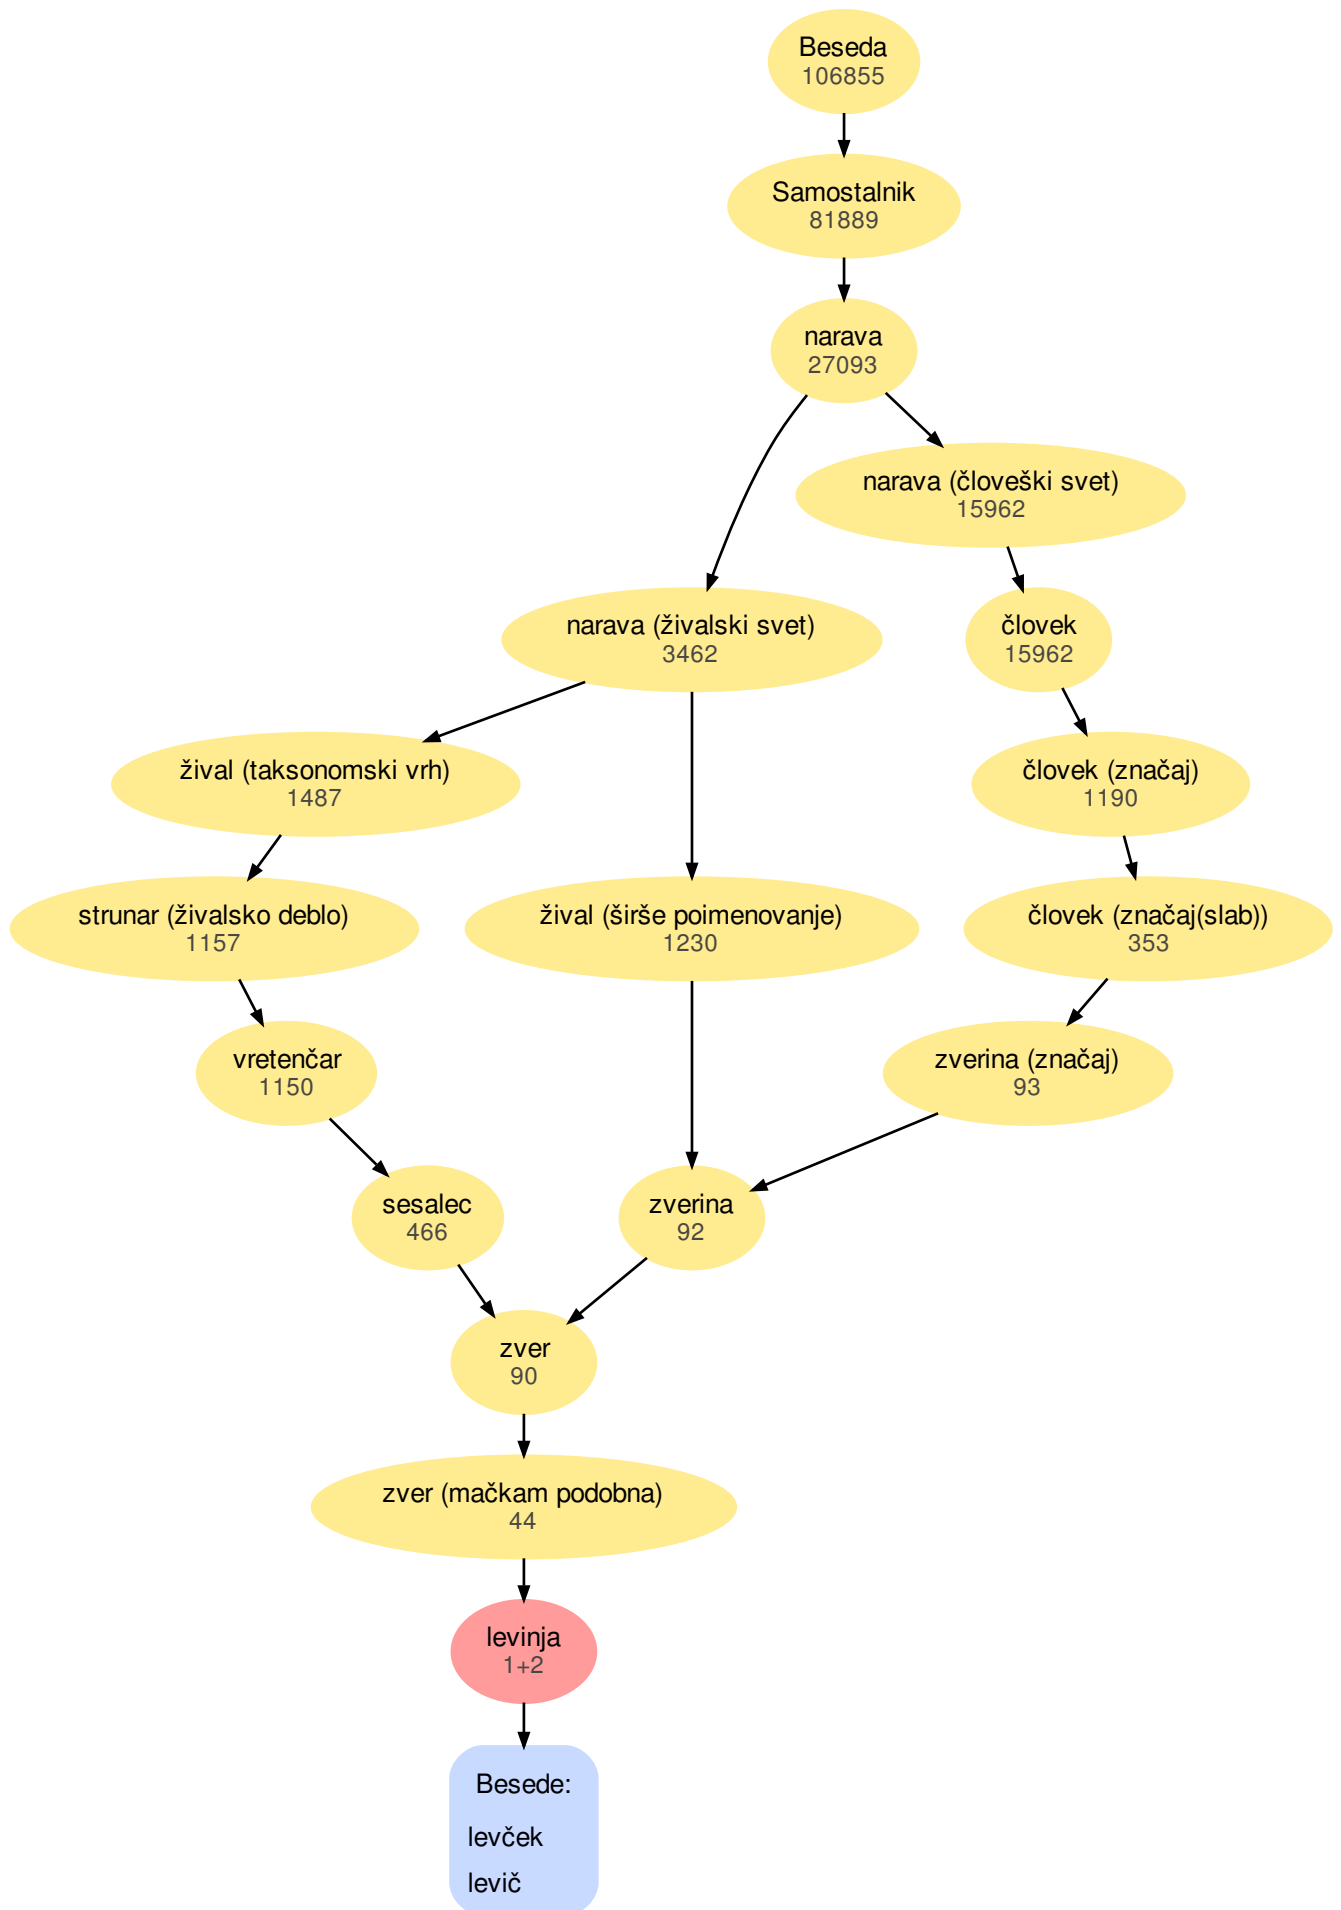 Beseda
106855
Samostalnik
81889
narava
27093
narava (človeški svet)
15962
narava (živalski svet)
3462
človek
15962
žival (taksonomski vrh)
1487
človek (značaj)
1190
strunar (živalsko deblo)
1157
žival (širše poimenovanje)
1230
človek (značaj(slab))
353
vretenčar
1150
zverina (značaj)
93
sesalec
466
zverina
92
zver
90
zver (mačkam podobna)
44
levinja
1+2
Besede:
levček
levič